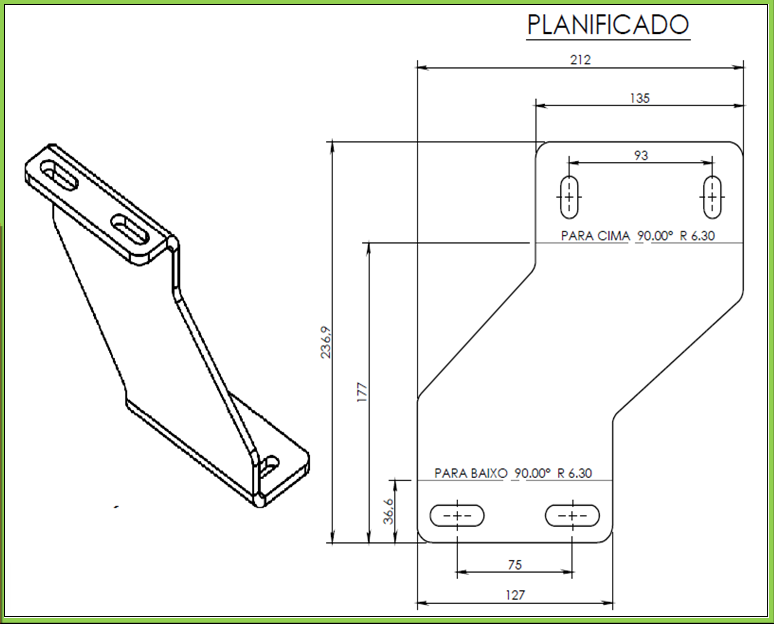 PLANIFICADO
212
135
93
PARA CIMA 90.00° R 6.30
236,9
177
PARA BAIXO 90.00° R 6.30
36,6
75
127